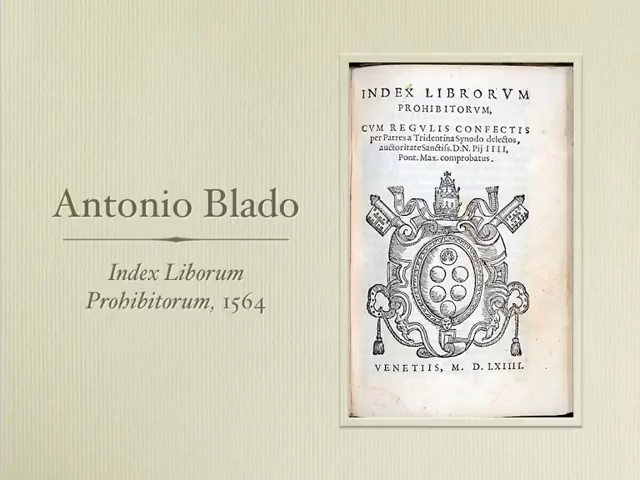 Antonio Blado
Index Liborum
Prohibitorum, 1564
INDEX LIBRORVM
PROHIBITORVM,
CVM REGVLIS CONFECTIS
per Patres a Tridentina Synodo delectos,
auctoritate Sanctiss. D. N. Pij IIII,
Pont. Max. comprobatus.
VENETIIS, M. D. LXIIII.